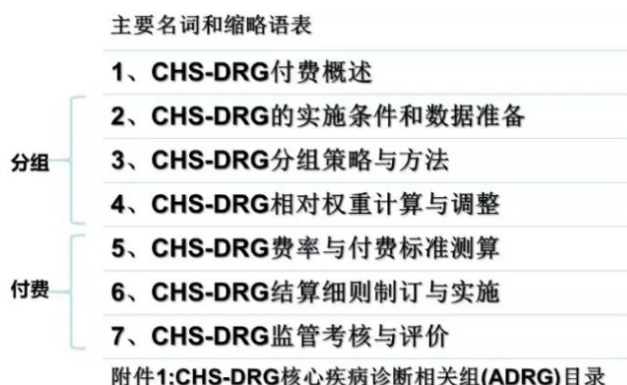 主要名词和缩略语表
1、CHS-DRG付费概述
2、CHS-DRG的实施条件和数据准备
分组
3、CHS-DRG分组策略与方法
4、CHS-DRG相对权重计算与调整
5、CHS-DRG费率与付费标准测算
付费
6、CHS-DRG结算细则制订与实施
7、CHS-DRG监管考核与评价
附件1:CHS-DRG核心疾病诊断相关组(ADRG)目录